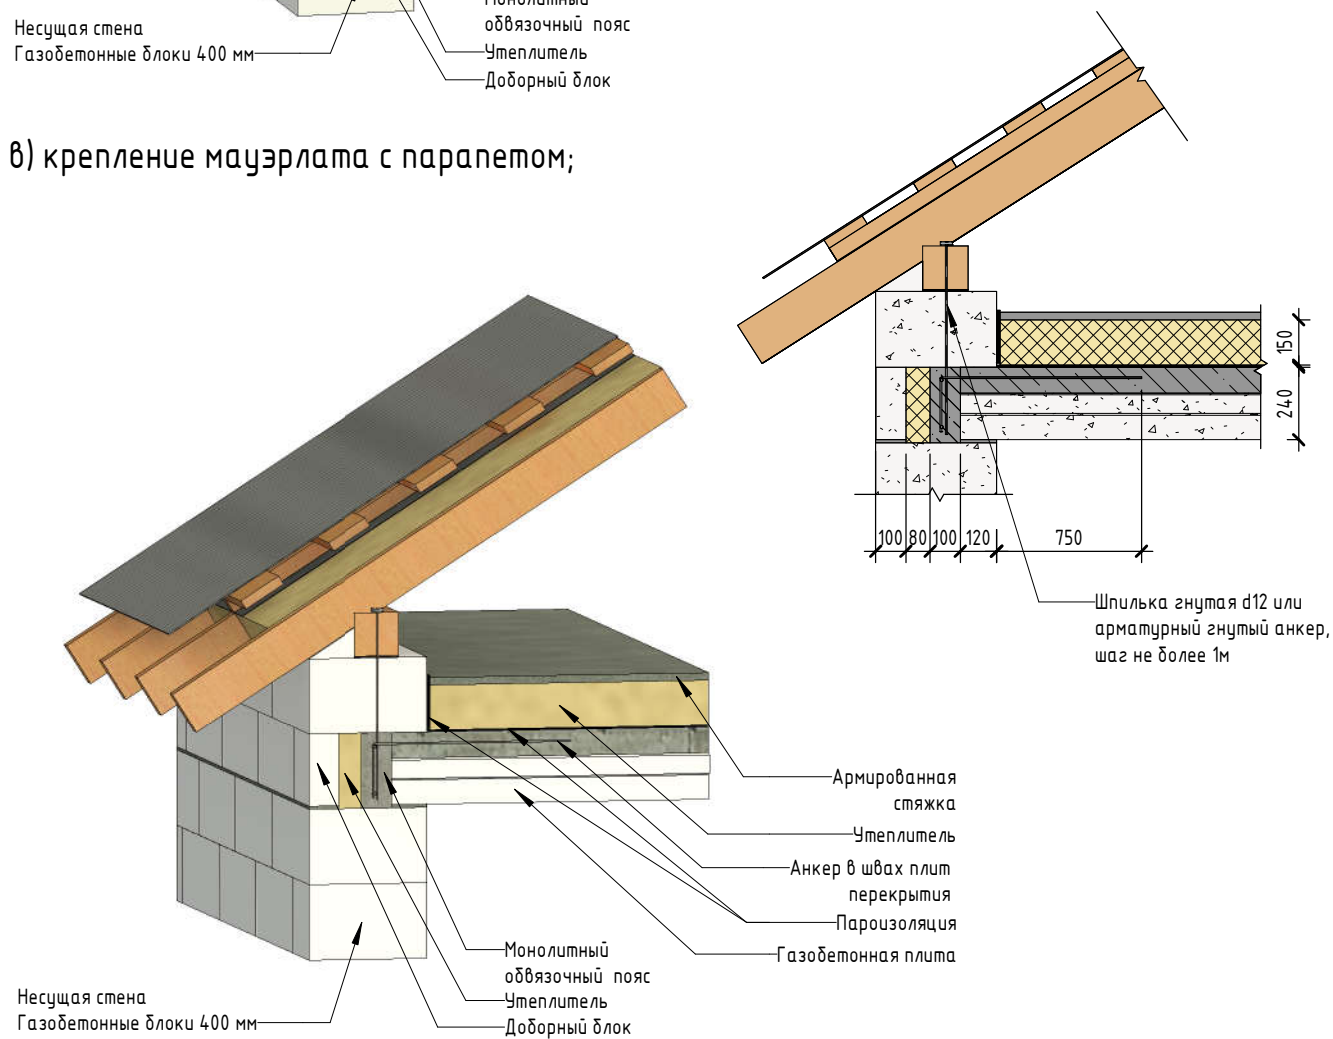 Монолитный
обвязочный пояс
Несущая стена
Газобетонные блоки 400 мм
Утеплитель
Доборный блок
в) крепление мауэрлата с парапетом;
150
240
100 80 100 120 750
Шпилька гнутая d12 или
арматурный гнутый анкер,
шаг не более 1м
Армированная
стяжка
Утеплитель
Анкер в швах плит
перекрытия
Пароизоляция
Газобетонная плита
Монолитный
обвязочный пояс
Утеплитель
Доборный блок
Несущая стена
Газобетонные блоки 400 мм